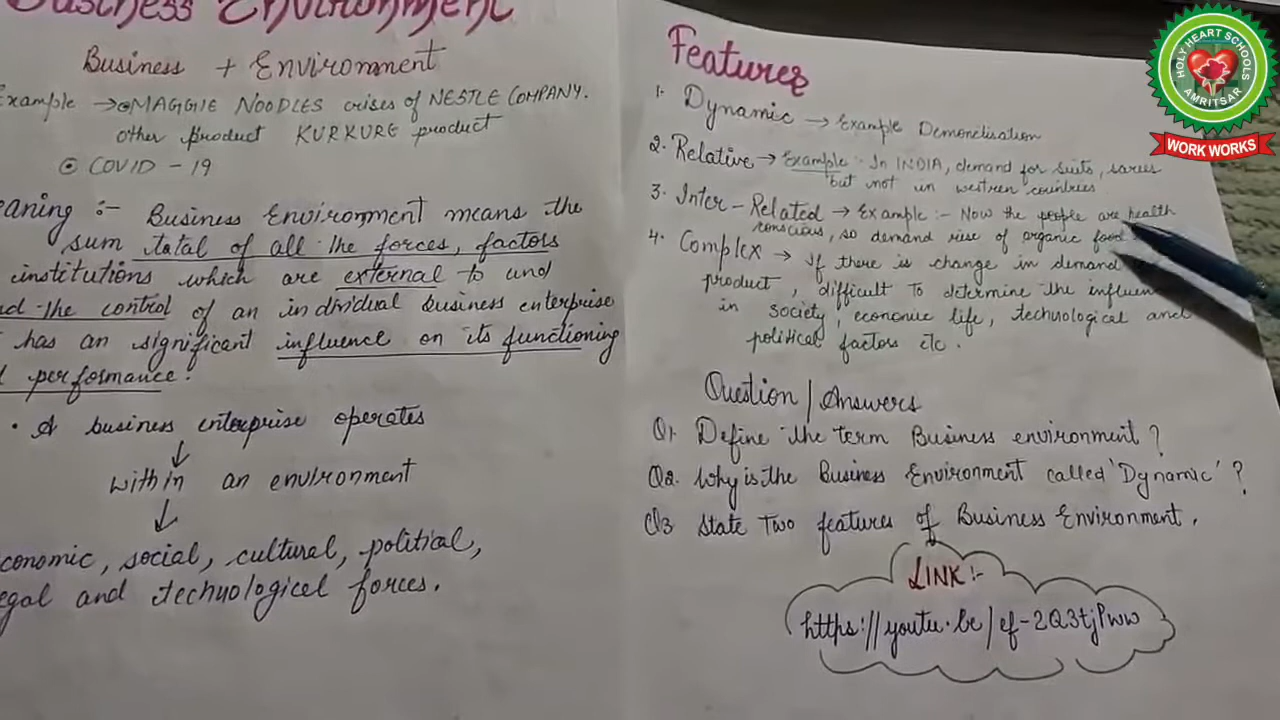 Business Environment
Business + Environment
Example → MAGGIE NOODLES crises of NESTLE COMPANY.
other product KURKURE product
COVID - 19
eaning :- Business Environment means the
sum total of all the forces, factors
institutions which are external to and
nd the control of an individual business enterprise
t has an significant influence on its functioning
d performance.
• A business enterprise operates
↓
within an environment
↓
conomic, social, cultural, political,
egal and technological forces.
Features
1. Dynamic → Example Demonetisation
2. Relative → Example :- In INDIA, demand for suits, sarees
but not in western countries
3. Inter - Related → Example :- Now the people are health
conscious, so demand rise of organic food
4. Complex → If there is change in demand
product, difficult to determine the influen
in society, economic life, technological and
political factors etc.
Question / Answers
Q1. Define the term Business environment ?
Q2. Why is the Business Environment called 'Dynamic' ?
Q3 State Two features of Business Environment.
LINK :-
https://youtu.be/ef-2Q3tjPww
HOLY HEART SCHOOLS
AMRITSAR
WORK WORKS